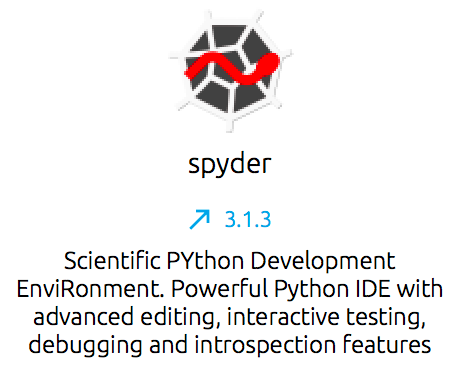 spyder
3.1.3
Scientific PYthon Development
EnviRonment. Powerful Python IDE with
advanced editing, interactive testing,
debugging and introspection features